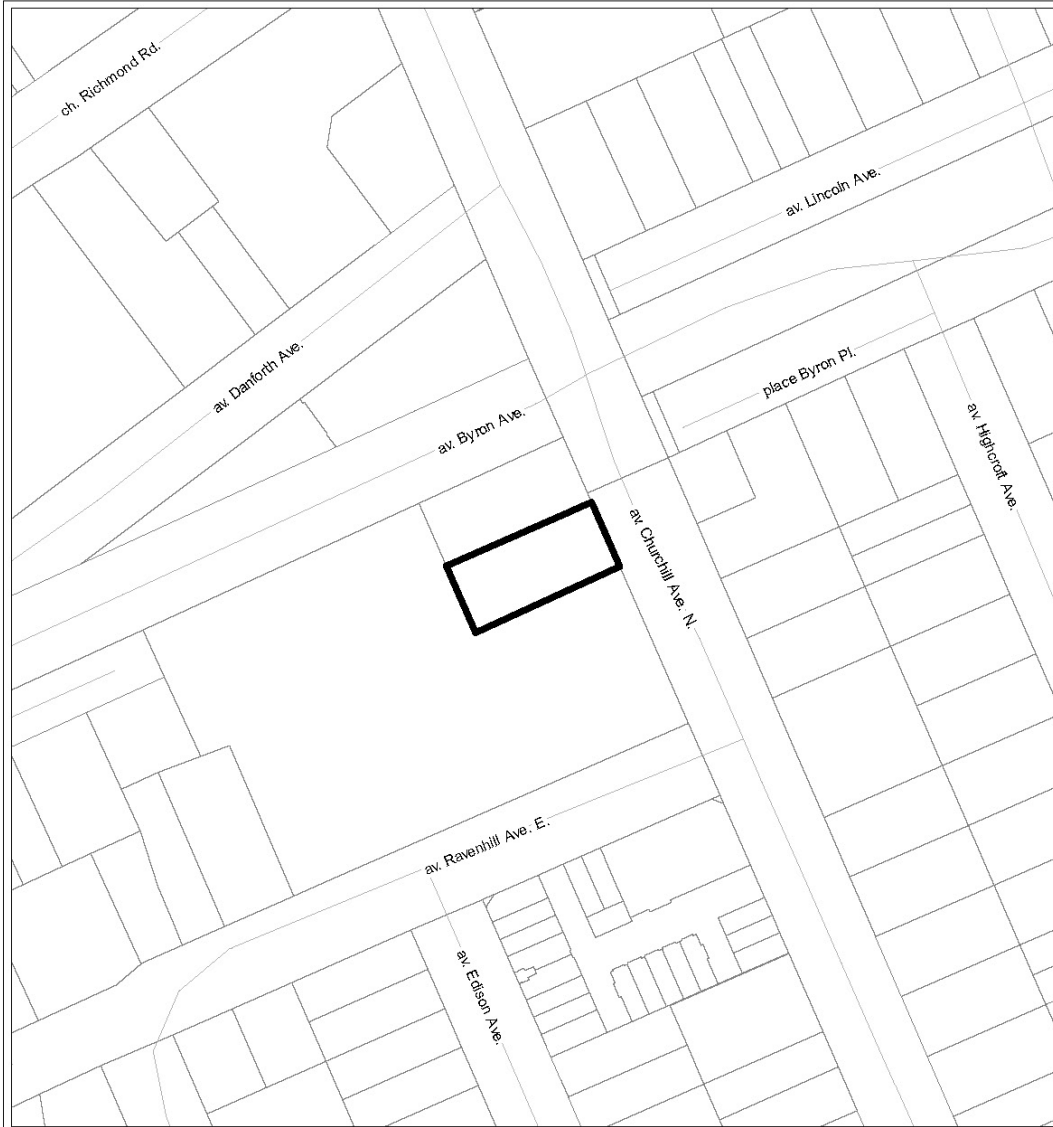 ch. Richmond Rd.
av. Lincoln Ave.
av. Danforth Ave.
place Byron Pl.
av. Byron Ave.
av. Highcroft Ave.
av. Churchill Ave. N.
av. Ravenhill Ave. E.
av. Edison Ave.